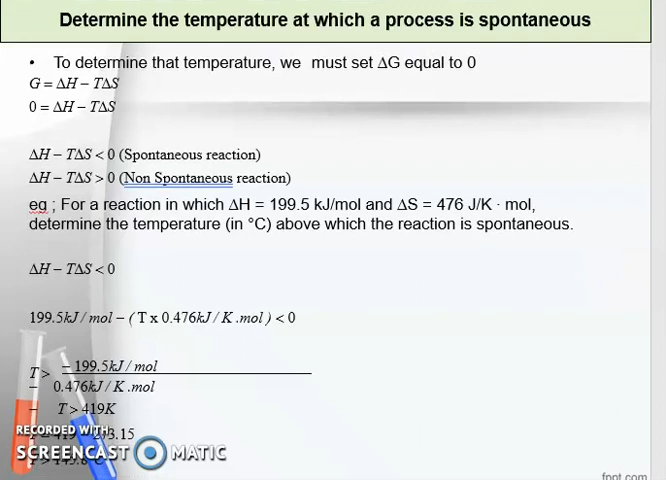 Determine the temperature at which a process is spontaneous
• To determine that temperature, we must set ΔG equal to 0
G = ΔH − TΔS
0 = ΔH − TΔS
ΔH − TΔS < 0 (Spontaneous reaction)
ΔH − TΔS > 0 (Non Spontaneous reaction)
eg ; For a reaction in which ΔH = 199.5 kJ/mol and ΔS = 476 J/K · mol,
determine the temperature (in °C) above which the reaction is spontaneous.
ΔH − TΔS < 0
199.5kJ / mol − ( T x 0.476kJ / K .mol ) < 0
T > − 199.5kJ / mol
− 0.476kJ / K .mol
− T > 419K
RECORDED WITH
SCREENCAST MATIC
fppt.com